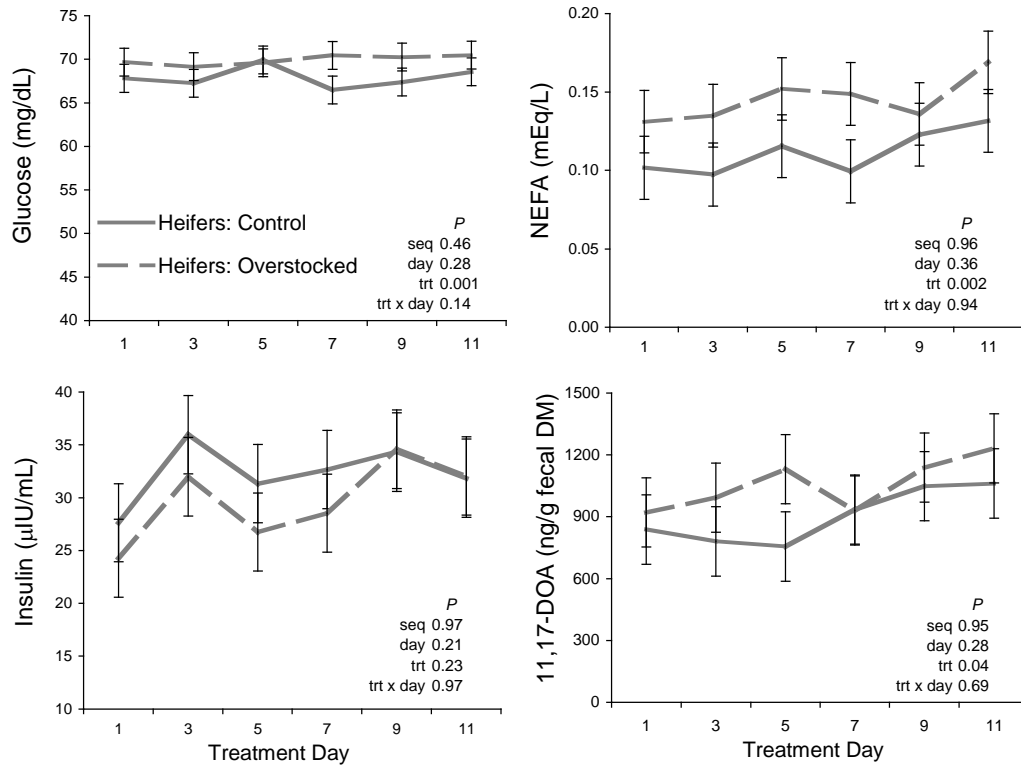 75
70
65
60
55
50
45
40
Glucose (mg/dL)
Heifers: Control
Heifers: Overstocked
P
seq 0.46
day 0.28
trt 0.001
trt x day 0.14
1 3 5 7 9 11
0.20
0.15
0.10
0.05
0.00
NEFA (mEq/L)
P
seq 0.96
day 0.36
trt 0.002
trt x day 0.94
1 3 5 7 9 11
40
35
30
25
20
15
10
Insulin (µIU/mL)
P
seq 0.97
day 0.21
trt 0.23
trt x day 0.97
1 3 5 7 9 11
Treatment Day
1500
1200
900
600
300
0
11,17-DOA (ng/g fecal DM)
P
seq 0.95
day 0.28
trt 0.04
trt x day 0.69
1 3 5 7 9 11
Treatment Day